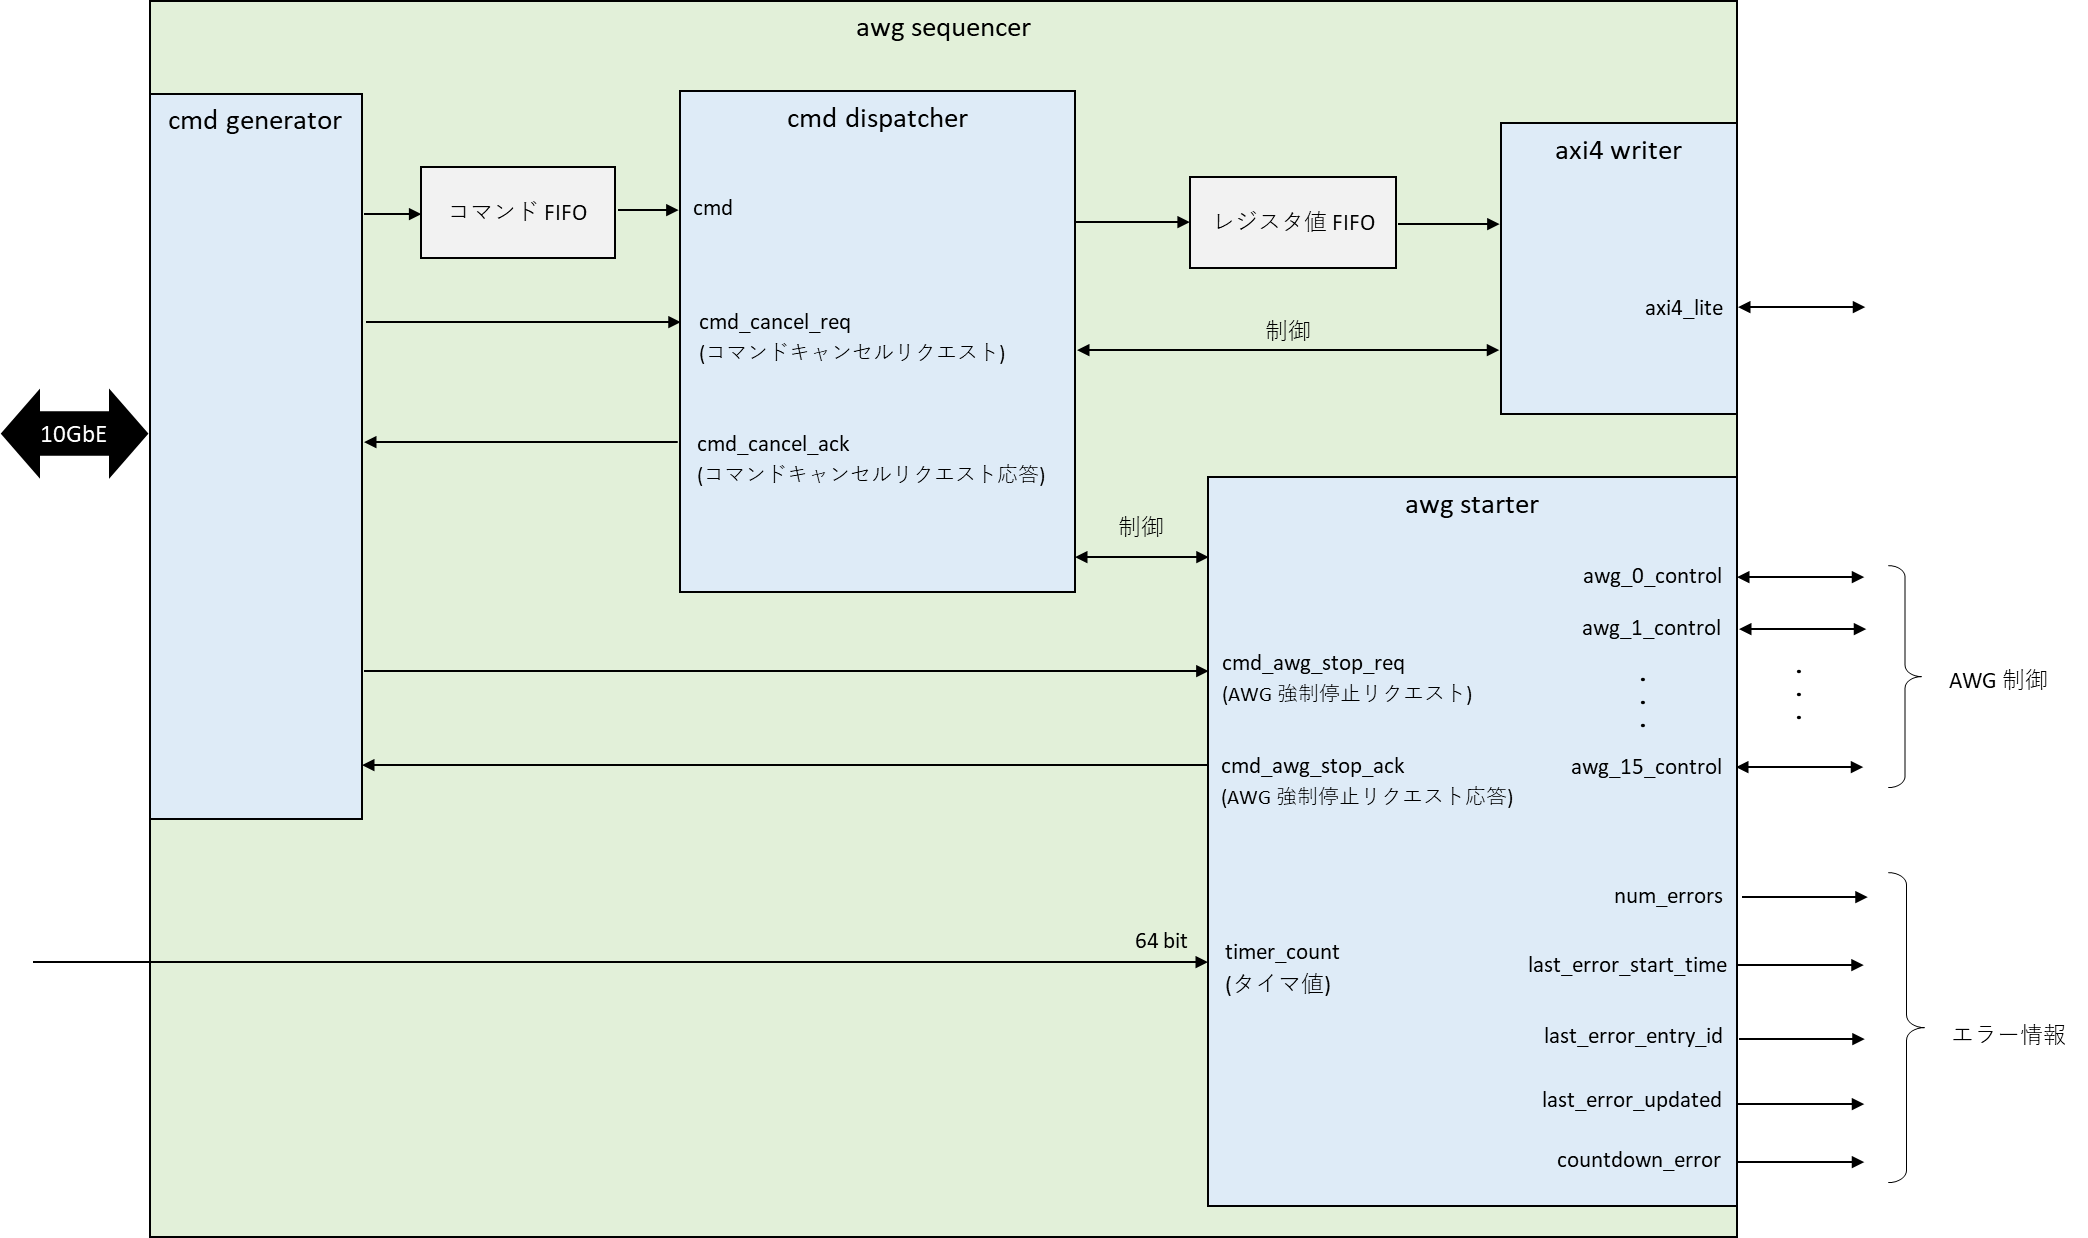 awg sequencer
cmd generator
cmd dispatcher
axi4 writer
コマンド FIFO
cmd
レジスタ値 FIFO
axi4_lite
cmd_cancel_req
(コマンドキャンセルリクエスト)
制御
10GbE
cmd_cancel_ack
(コマンドキャンセルリクエスト応答)
awg starter
制御
awg_0_control
awg_1_control
cmd_awg_stop_req
(AWG 強制停止リクエスト)
AWG 制御
cmd_awg_stop_ack
(AWG 強制停止リクエスト応答)
awg_15_control
num_errors
64 bit
timer_count
(タイマ値)
last_error_start_time
last_error_entry_id
エラー情報
last_error_updated
countdown_error